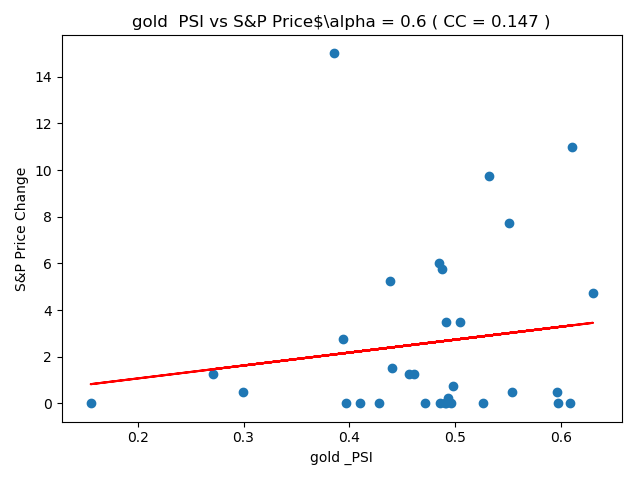 gold  PSI vs S&P Price$\alpha = 0.6 ( CC = 0.147 )
14
12
10
8
6
4
2
0
S&P Price Change
0.2 0.3 0.4 0.5 0.6
gold _PSI